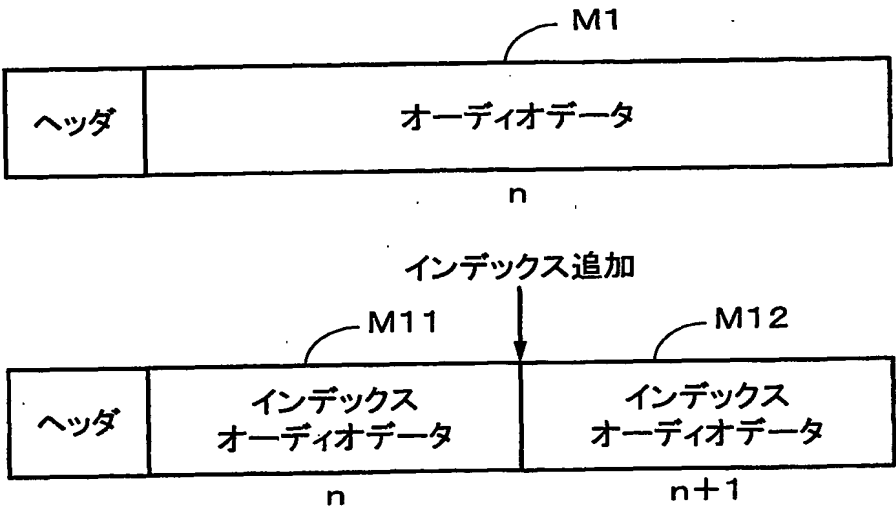 M1
ヘッダ
オーディオデータ
n
インデックス追加
M11
M12
ヘッダ
インデックス
オーディオデータ
インデックス
オーディオデータ
n
n+1